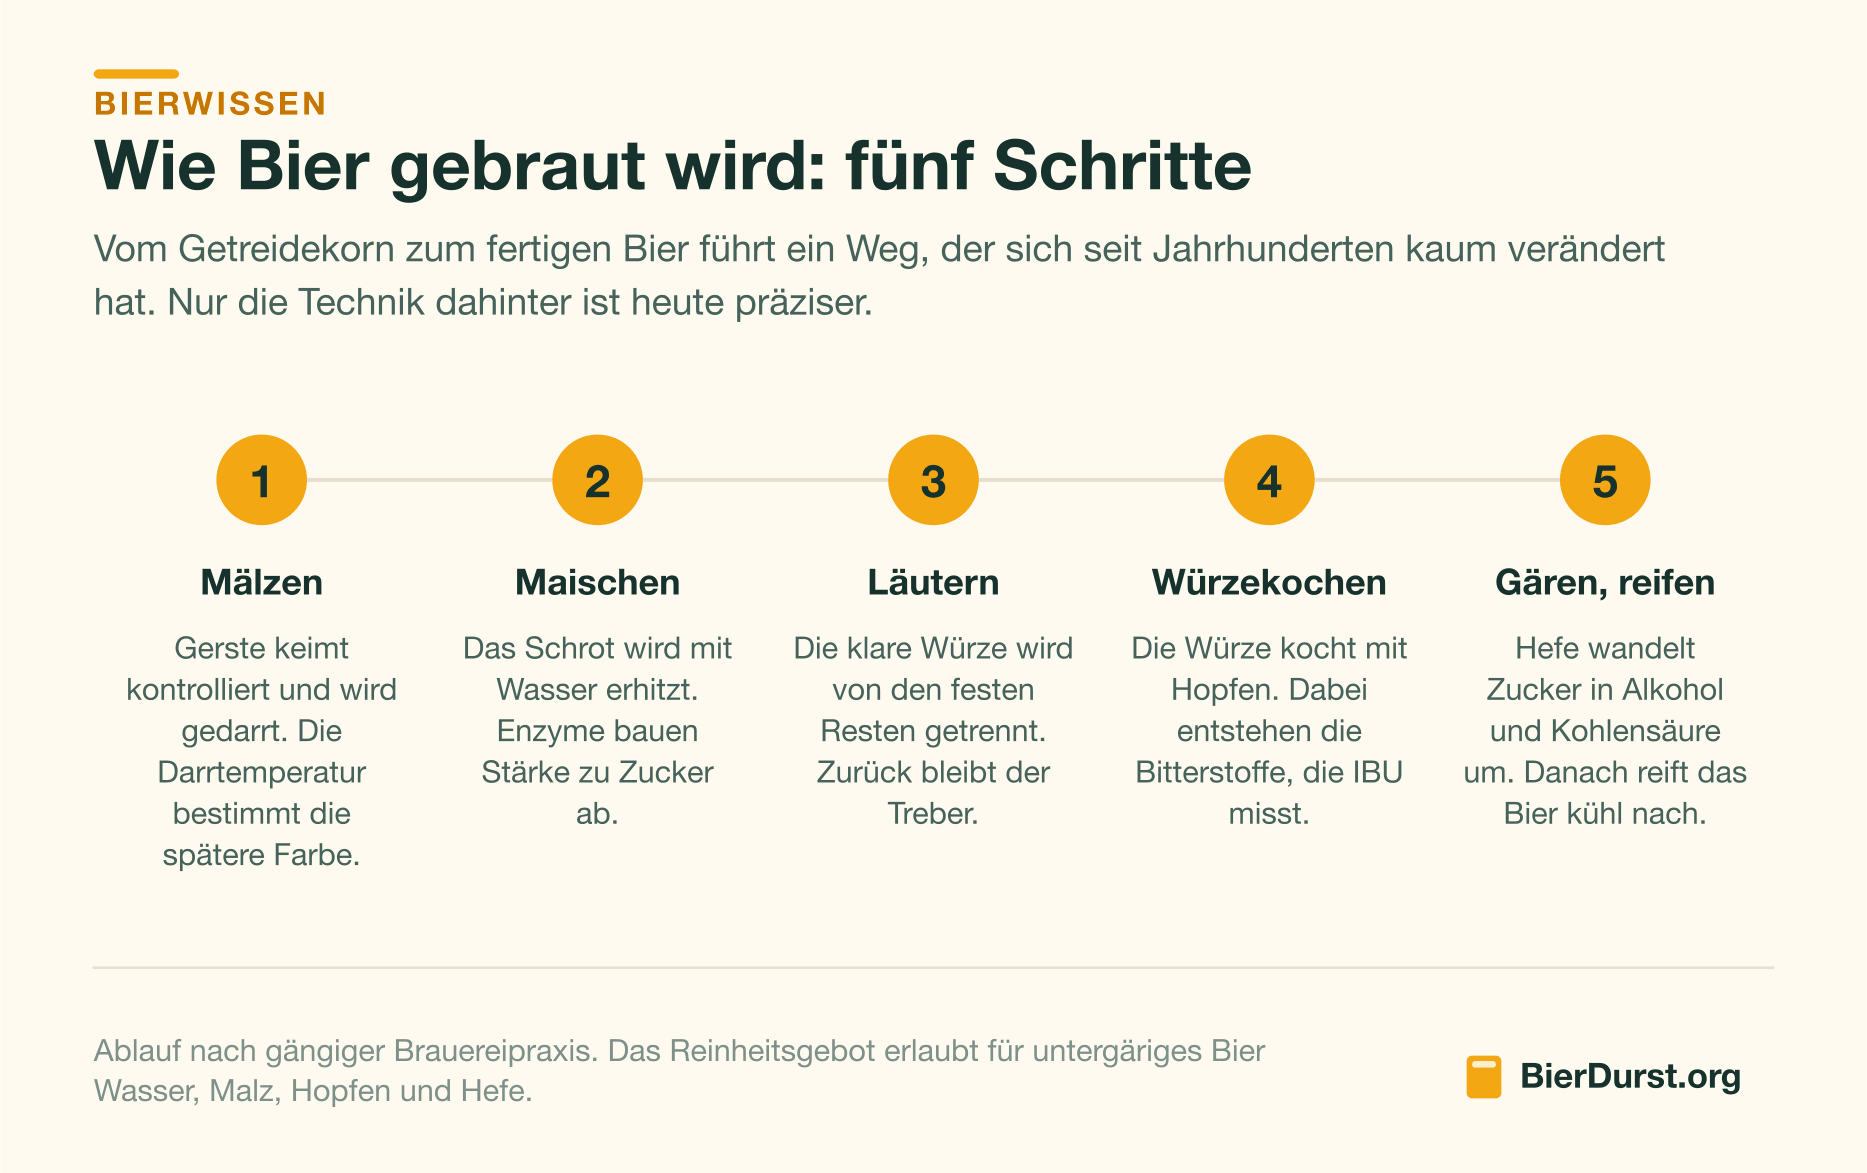 BIERWISSEN
Wie Bier gebraut wird: fünf Schritte
Vom Getreidekorn zum fertigen Bier führt ein Weg, der sich seit Jahrhunderten kaum verändert
hat. Nur die Technik dahinter ist heute präziser.
1
Mälzen
Gerste keimt
kontrolliert und wird
gedarrt. Die
Darrtemperatur
bestimmt die
spätere Farbe.
2
Maischen
Das Schrot wird mit
Wasser erhitzt.
Enzyme bauen
Stärke zu Zucker
ab.
3
Läutern
Die klare Würze wird
von den festen
Resten getrennt.
Zurück bleibt der
Treber.
4
Würzekochen
Die Würze kocht mit
Hopfen. Dabei
entstehen die
Bitterstoffe, die IBU
misst.
5
Gären, reifen
Hefe wandelt
Zucker in Alkohol
und Kohlensäure
um. Danach reift das
Bier kühl nach.
Ablauf nach gängiger Brauereipraxis. Das Reinheitsgebot erlaubt für untergäriges Bier
Wasser, Malz, Hopfen und Hefe.
BierDurst.org